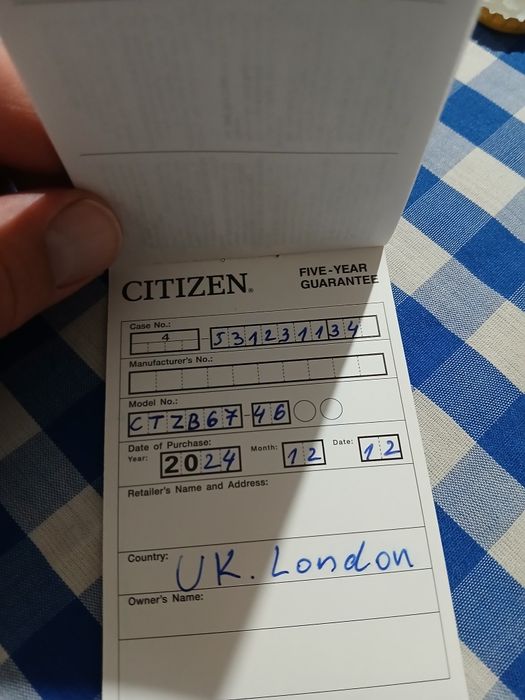 CITIZEN®
FIVE-YEAR
GUARANTEE
Case No.:
4 - 531231134
Manufacturer's No.:
Model No.:
CTZB67-46
Date of Purchase:
Year: 2024 Month: 12 Date: 12
Retailer's Name and Address:
Country: UK. London
Owner's Name: